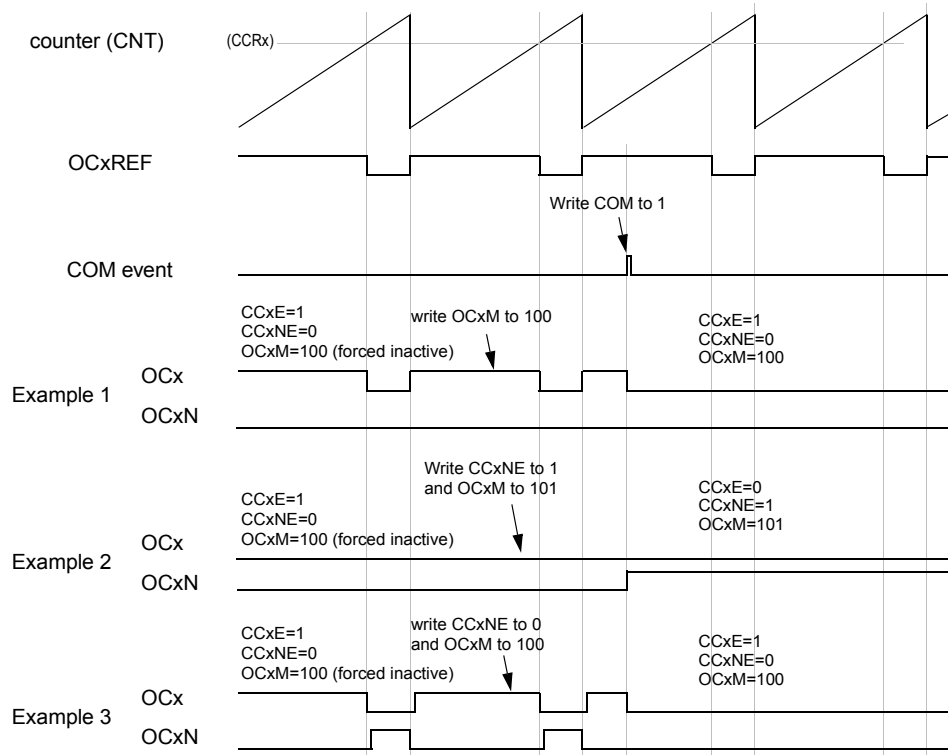 counter (CNT)
(CCRx)
OCxREF
Write COM to 1
COM event
CCxE=1
CCxNE=0
OCxM=100 (forced inactive)
write OCxM to 100
CCxE=1
CCxNE=0
OCxM=100
Example 1
OCx
OCxN
CCxE=1
CCxNE=0
OCxM=100 (forced inactive)
Write CCxNE to 1
and OCxM to 101
CCxE=0
CCxNE=1
OCxM=101
Example 2
OCx
OCxN
CCxE=1
CCxNE=0
OCxM=100 (forced inactive)
write CCxNE to 0
and OCxM to 100
CCxE=1
CCxNE=0
OCxM=100
Example 3
OCx
OCxN